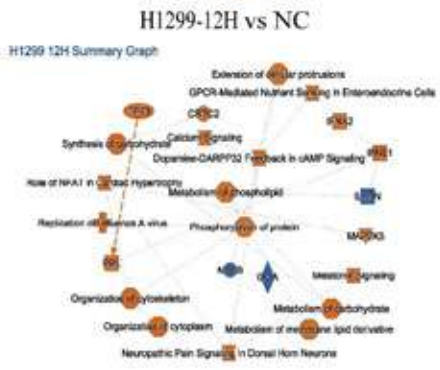 H1299-12H vs NC
H1299 12H Summary Graph
Extension of cellular protrusions
GPCR-Mediated Nutrient Sensing in Enteroendocrine Cells
Synthesis of carbohydrate
Calcium Signaling
Dopamine-DARPP32 Feedback in cAMP Signaling
Role of NFAT in Cardiac Hypertrophy
Metabolism of phospholipid
Replication of Influenza A virus
Phosphorylation of protein
Melatonin Signaling
Organization of cytoskeleton
Metabolism of carbohydrate
Organization of cytoplasm
Metabolism of membrane lipid derivative
Neuropathic Pain Signaling In Dorsal Horn Neurons